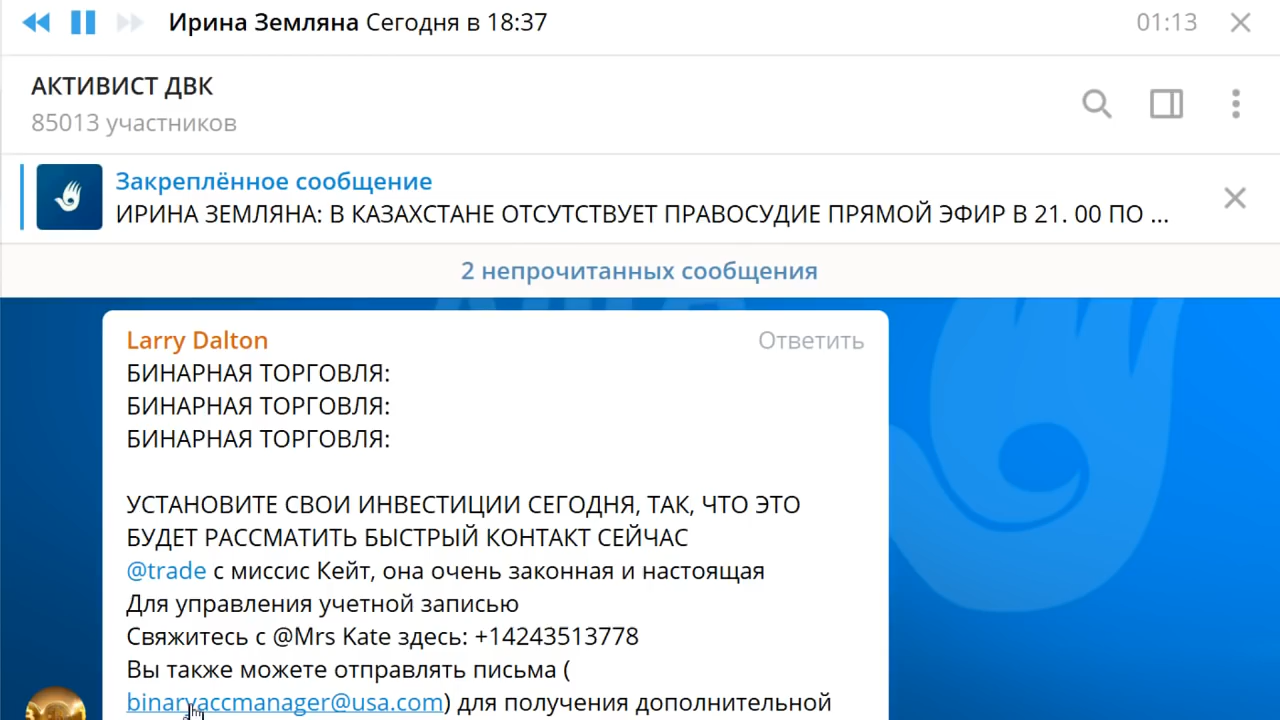 Ирина Земляна Сегодня в 18:37 01:13
АКТИВИСТ ДВК
85013 участников
Закреплённое сообщение
ИРИНА ЗЕМЛЯНА: В КАЗАХСТАНЕ ОТСУТСТВУЕТ ПРАВОСУДИЕ ПРЯМОЙ ЭФИР В 21. 00 ПО ...
2 непрочитанных сообщения
Larry Dalton Ответить
БИНАРНАЯ ТОРГОВЛЯ:
БИНАРНАЯ ТОРГОВЛЯ:
БИНАРНАЯ ТОРГОВЛЯ:
УСТАНОВИТЕ СВОИ ИНВЕСТИЦИИ СЕГОДНЯ, ТАК, ЧТО ЭТО
БУДЕТ РАССМАТИТЬ БЫСТРЫЙ КОНТАКТ СЕЙЧАС
@trade с миссис Кейт, она очень законная и настоящая
Для управления учетной записью
Свяжитесь с @Mrs Kate здесь: +14243513778
Вы также можете отправлять письма (
binaryaccmanager@usa.com) для получения дополнительной